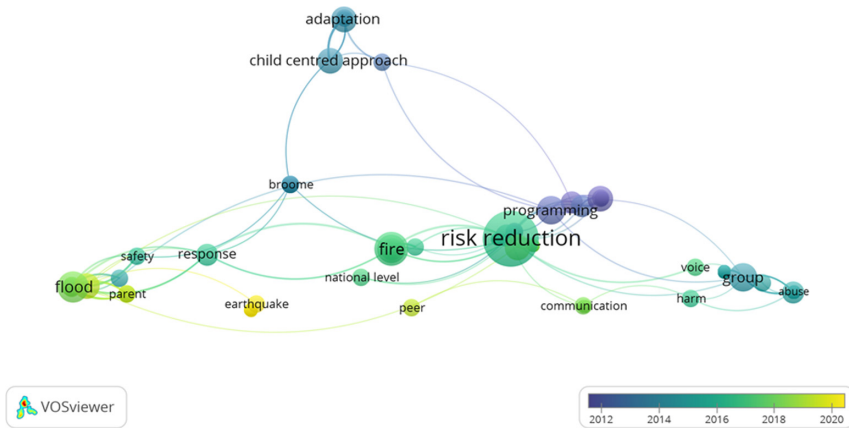 adaptation
child centred approach
broome
programming
risk reduction
fire
safety
response
national level
voice
group
flood
parent
abuse
harm
earthquake
peer
communication
VOSviewer
2012 2014 2016 2018 2020